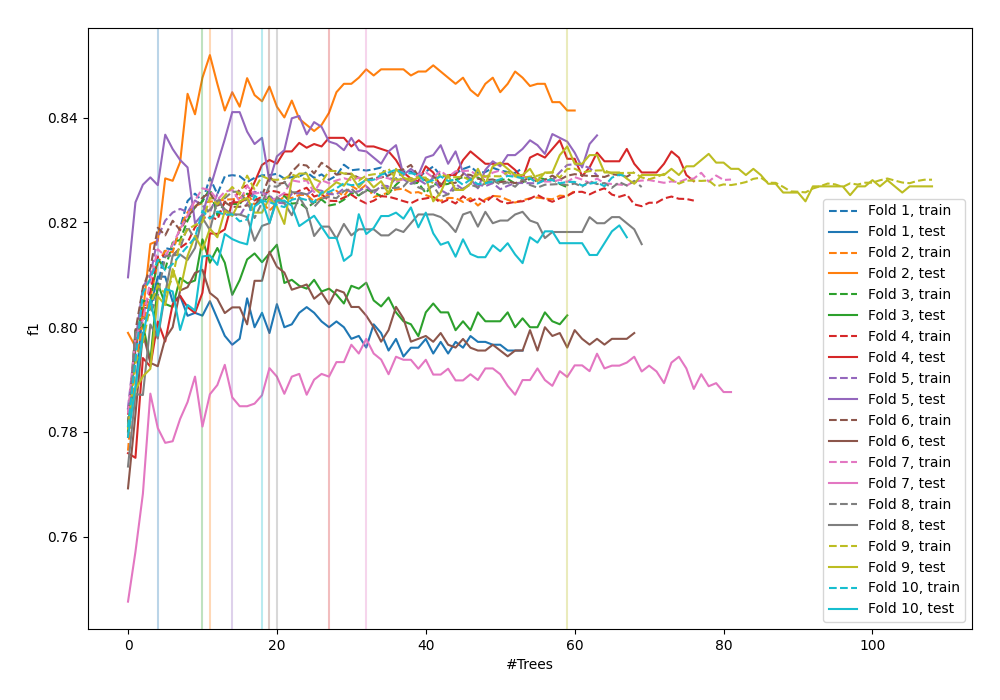 0.84
0.82
0.80
0.78
0.76
f1
0
20
40
60
80
100
#Trees
Fold 1, train
Fold 1, test
Fold 2, train
Fold 2, test
Fold 3, train
Fold 3, test
Fold 4, train
Fold 4, test
Fold 5, train
Fold 5, test
Fold 6, train
Fold 6, test
Fold 7, train
Fold 7, test
Fold 8, train
Fold 8, test
Fold 9, train
Fold 9, test
Fold 10, train
Fold 10, test